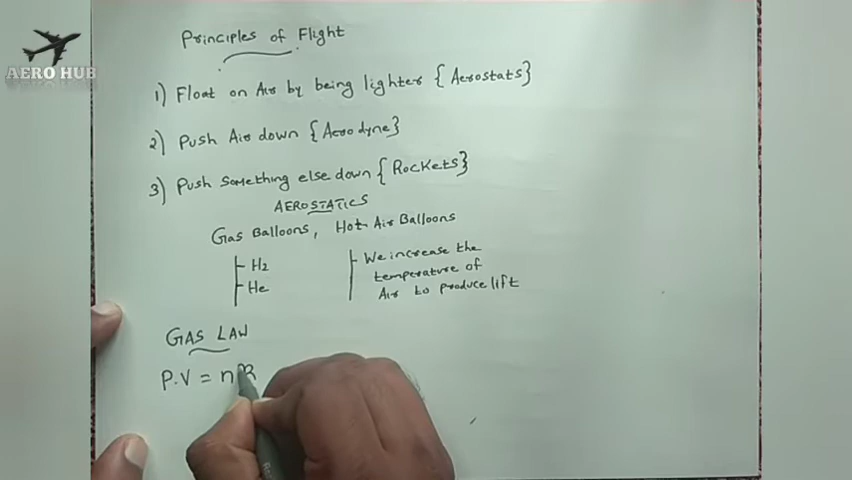 AERO HUB
Principles of Flight
1) Float on Air by being lighter {Aerostats}
2) Push Air down {Aerodyne}
3) Push Something else down {Rockets}
AEROSTATICS
Gas Balloons, Hot Air Balloons
H2
He
We increase the
temperature of
Air to produce lift
GAS LAW
P.V = nR